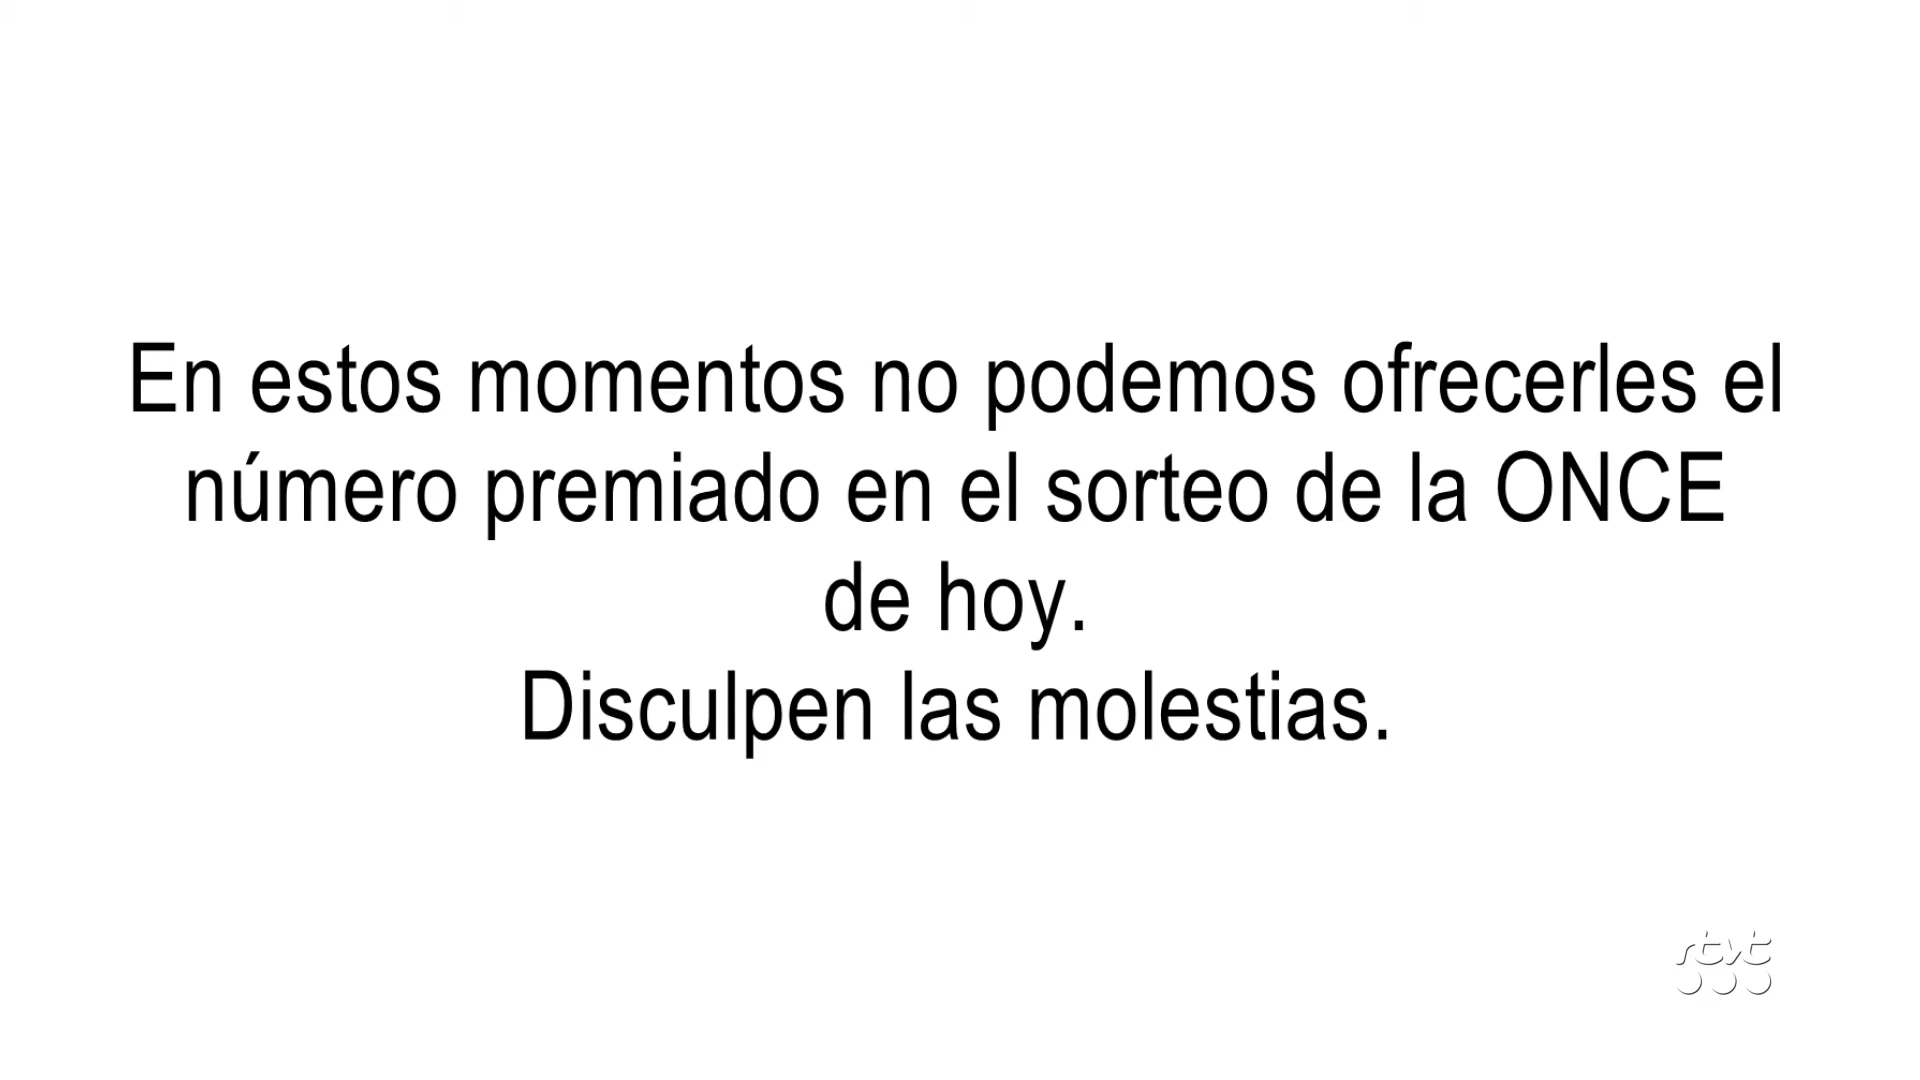 En estos momentos no podemos ofrecerles el
número premiado en el sorteo de la ONCE
de hoy.
Disculpen las molestias.
rtvt